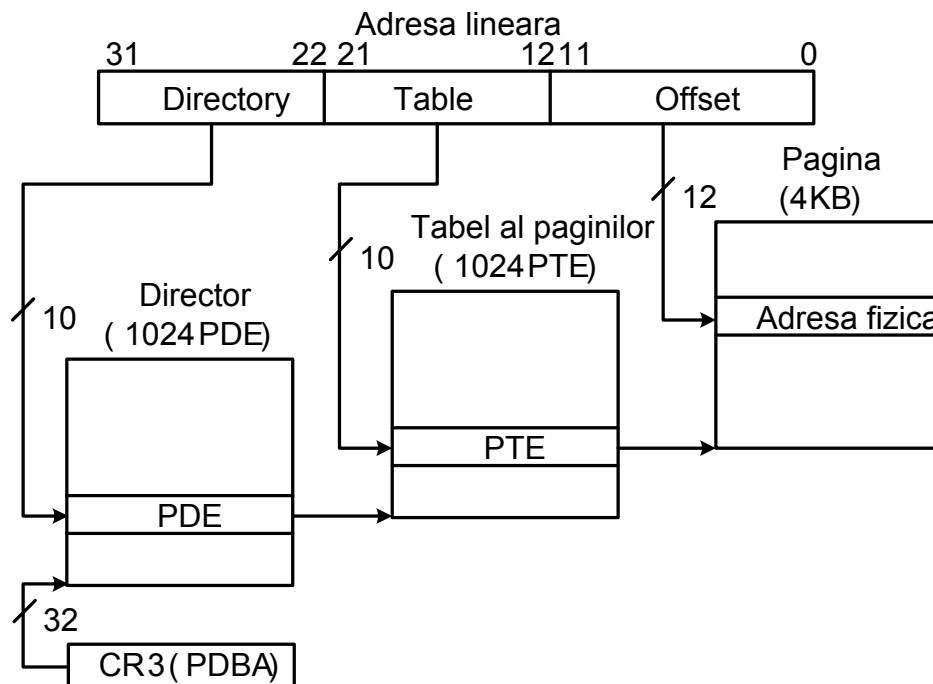 Adresa lineara
31 22 21 12 11 0
Directory Table Offset
Pagina
(4KB)
12
Tabel al paginilor
( 1024PTE)
10
Director
( 1024PDE)
10
Adresa fizica
PTE
PDE
32
CR3( PDBA)